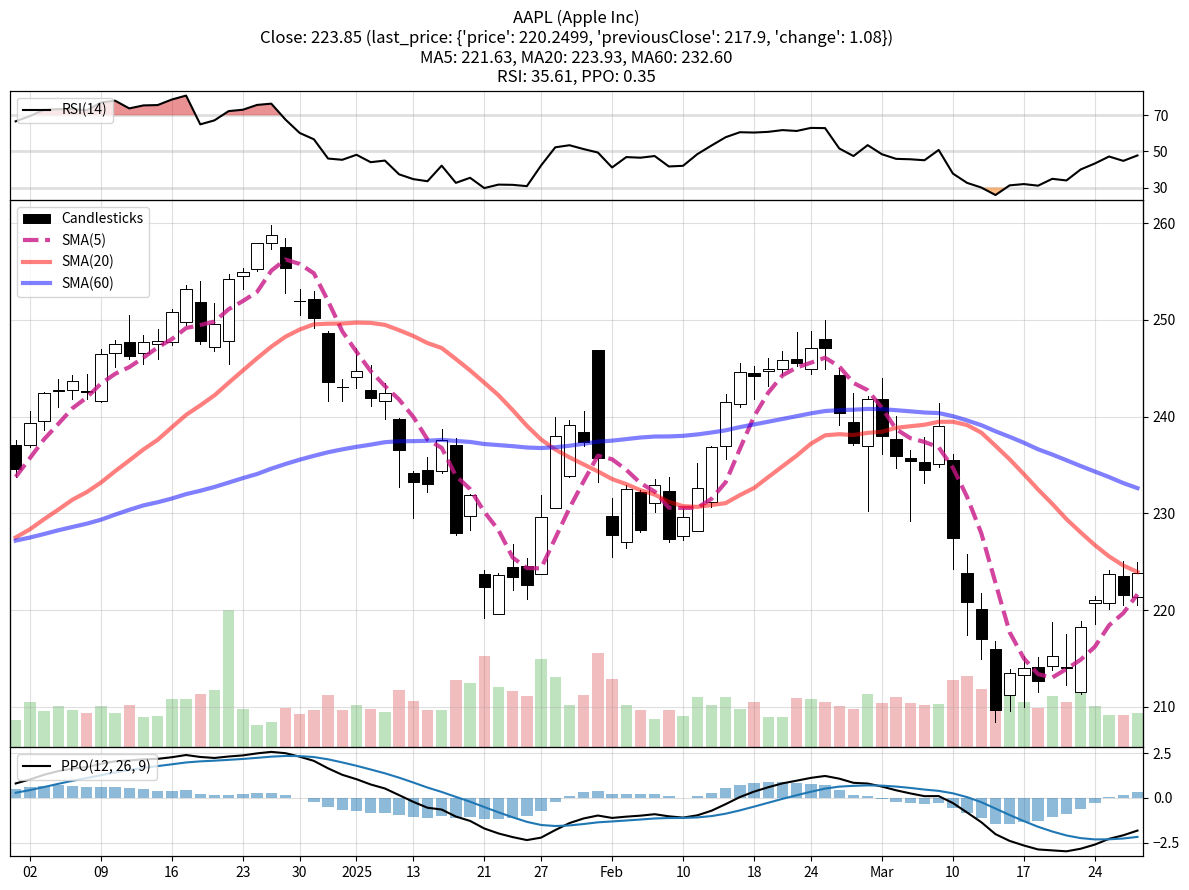 AAPL (Apple Inc)
Close: 223.85 (last_price: {'price': 220.2499, 'previousClose': 217.9, 'change': 1.08})
MA5: 221.63, MA20: 223.93, MA60: 232.60
RSI: 35.61, PPO: 0.35
RSI(14)
70
50
30
Candlesticks
SMA(5)
SMA(20)
SMA(60)
260
250
240
230
220
210
PPO(12, 26, 9)
2.5
0.0
−2.5
02 09 16 23 30 2025 13 21 27 Feb 10 18 24 Mar 10 17 24